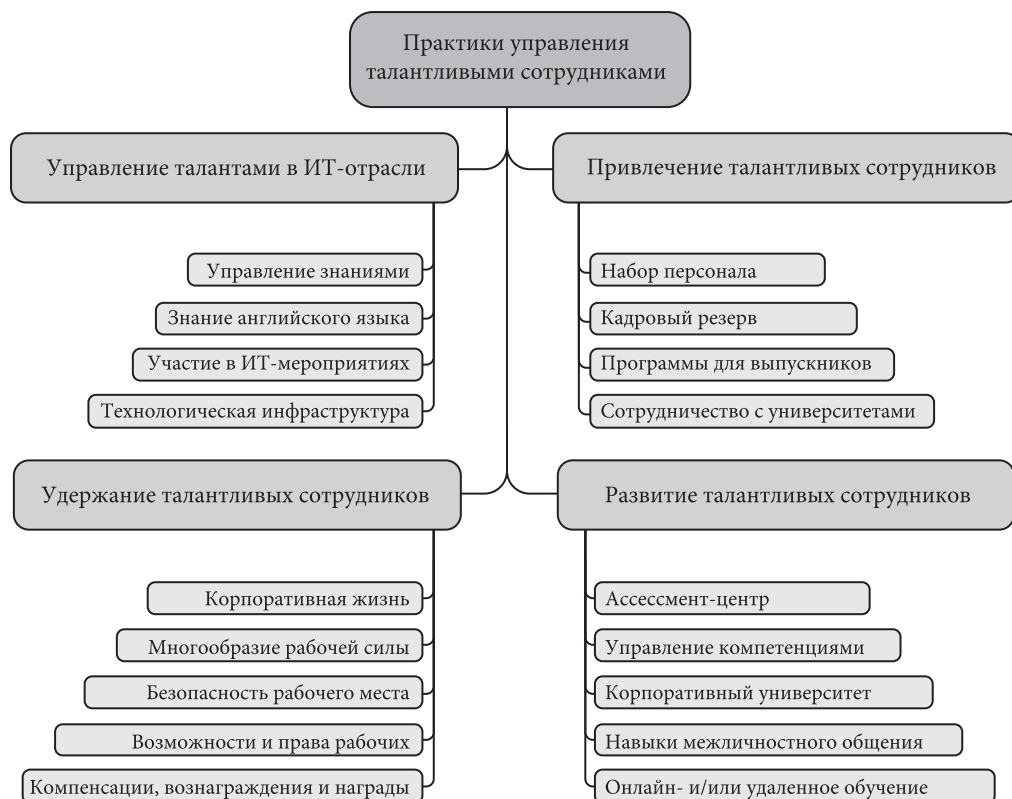 Практики управления
талантливыми сотрудниками
Управление талантами в ИТ-отрасли
Управление знаниями
Знание английского языка
Участие в ИТ-мероприятиях
Технологическая инфраструктура
Привлечение талантливых сотрудников
Набор персонала
Кадровый резерв
Программы для выпускников
Сотрудничество с университетами
Удержание талантливых сотрудников
Корпоративная жизнь
Многообразие рабочей силы
Безопасность рабочего места
Возможности и права рабочих
Компенсации, вознаграждения и награды
Развитие талантливых сотрудников
Ассессмент-центр
Управление компетенциями
Корпоративный университет
Навыки межличностного общения
Онлайн- и/или удаленное обучение